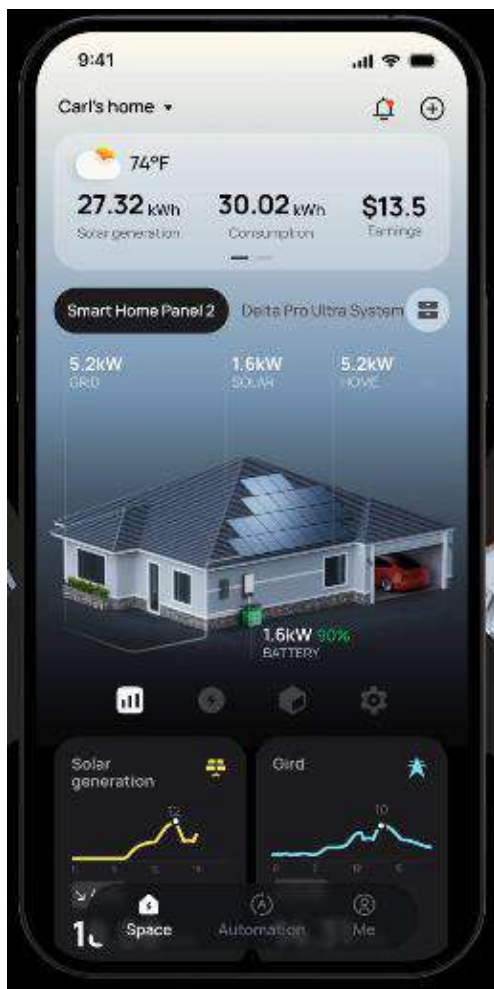 9:41
Carl's home
74°F
27.32 kWh 30.02 kWh $13.5
Solar generation Consumption Earnings
Smart Home Panel 2 Delta Pro Ultra System
5.2kW 1.6kW 5.2kW
GRID SOLAR HOME
1.6kW 90%
BATTERY
Solar Gird
generation
12 10
Space Automation Me